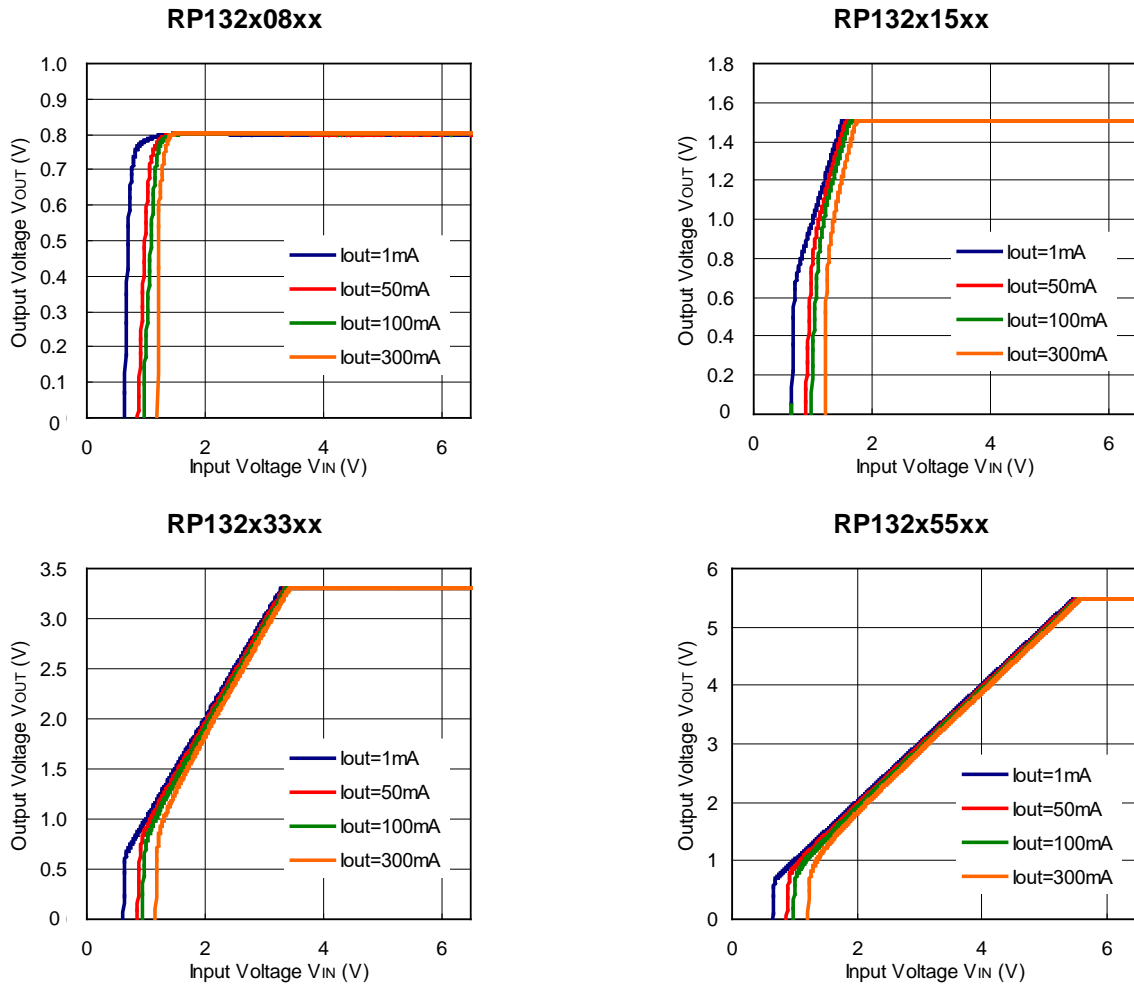 RP132x08xx
Output Voltage VOUT (V)
1.0
0.9
0.8
0.7
0.6
0.5
0.4
0.3
0.2
0.1
0
Iout=1mA
Iout=50mA
Iout=100mA
Iout=300mA
0 2 4 6
Input Voltage VIN (V)
RP132x15xx
Output Voltage VOUT (V)
1.8
1.6
1.4
1.2
1.0
0.8
0.6
0.4
0.2
0
Iout=1mA
Iout=50mA
Iout=100mA
Iout=300mA
0 2 4 6
Input Voltage VIN (V)
RP132x33xx
Output Voltage VOUT (V)
3.5
3.0
2.5
2.0
1.5
1.0
0.5
0
Iout=1mA
Iout=50mA
Iout=100mA
Iout=300mA
0 2 4 6
Input Voltage VIN (V)
RP132x55xx
Output Voltage VOUT (V)
6
5
4
3
2
1
0
Iout=1mA
Iout=50mA
Iout=100mA
Iout=300mA
0 2 4 6
Input Voltage VIN (V)